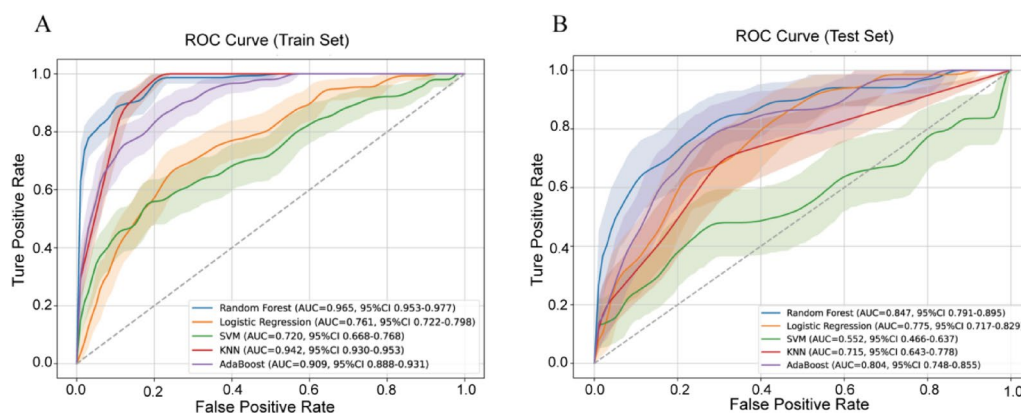 A
ROC Curve (Train Set)
Ture Positive Rate
1.0
0.8
0.6
0.4
0.2
0.0
Random Forest (AUC=0.965, 95%CI 0.953-0.977)
Logistic Regression (AUC=0.761, 95%CI 0.722-0.798)
SVM (AUC=0.720, 95%CI 0.668-0.768)
KNN (AUC=0.942, 95%CI 0.930-0.953)
AdaBoost (AUC=0.909, 95%CI 0.888-0.931)
0.0 0.2 0.4 0.6 0.8 1.0
False Positive Rate
B
ROC Curve (Test Set)
Ture Positive Rate
1.0
0.8
0.6
0.4
0.2
0.0
Random Forest (AUC=0.847, 95%CI 0.791-0.895)
Logistic Regression (AUC=0.775, 95%CI 0.717-0.829
SVM (AUC=0.552, 95%CI 0.466-0.637)
KNN (AUC=0.715, 95%CI 0.643-0.778)
AdaBoost (AUC=0.804, 95%CI 0.748-0.855)
0.0 0.2 0.4 0.6 0.8 1.0
False Positive Rate